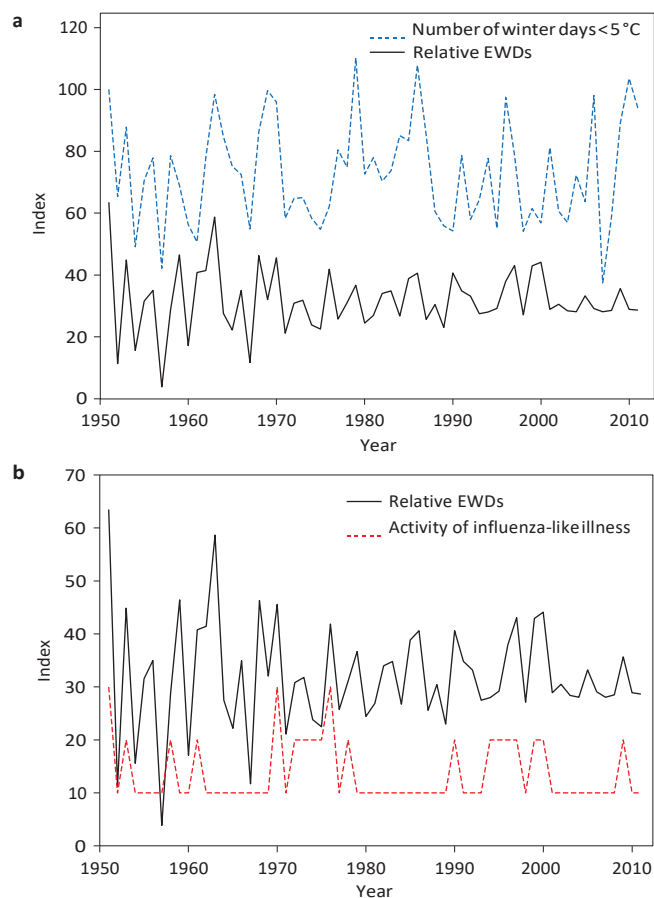 a
Number of winter days<5°C
Relative EWDs
120
100
80
60
40
20
0
Index
1950 1960 1970 1980 1990 2000 2010
Year
b
Relative EWDs
Activity of influenza-like illness
70
60
50
40
30
20
10
0
Index
1950 1960 1970 1980 1990 2000 2010
Year